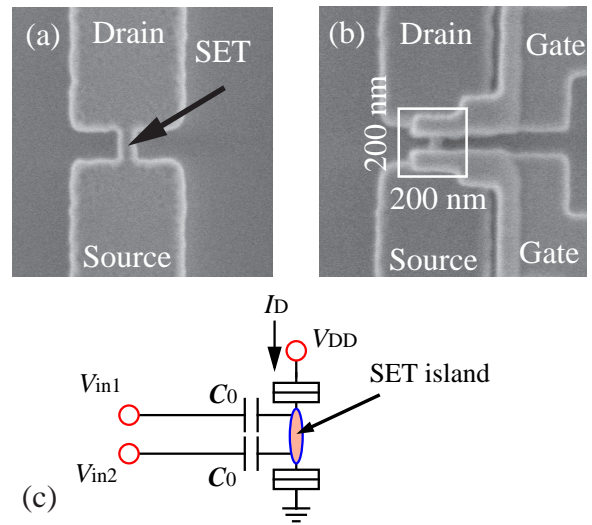 (a)
Drain
SET
Source
(b)
Drain
Gate
200 nm
200 nm
Source
Gate
ID
VDD
Vin1
C0
SET island
Vin2
C0
(c)